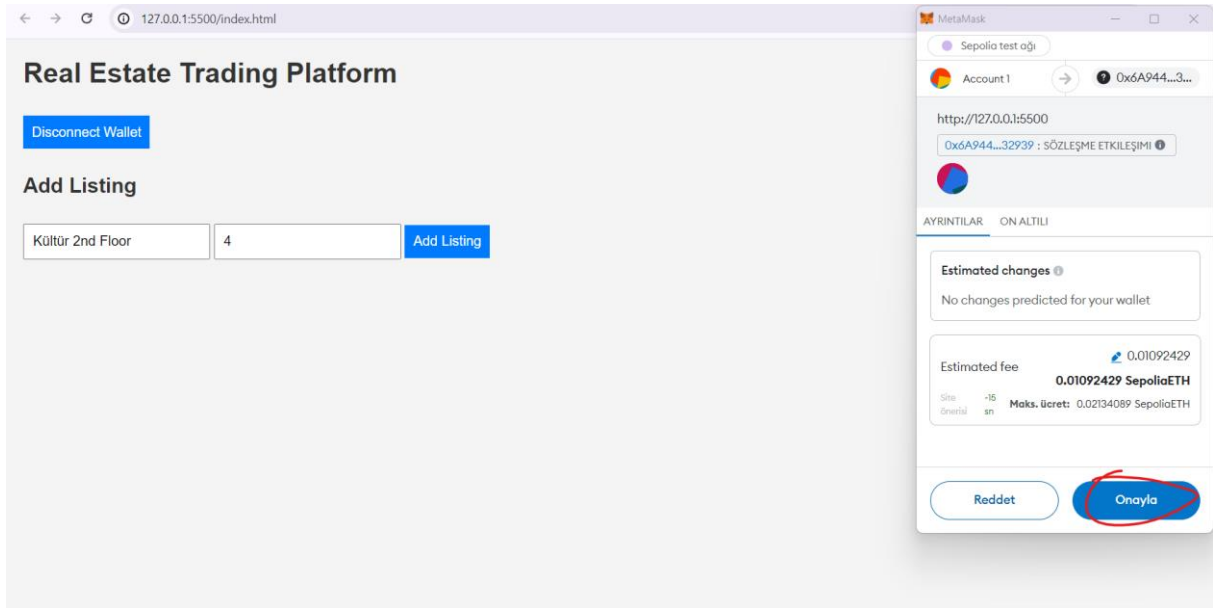 127.0.0.1:5500/index.html
Real Estate Trading Platform
Disconnect Wallet
Add Listing
Kültür 2nd Floor
4
Add Listing
MetaMask
Sepolia test ağı
Account 1
0x6A944...3...
http://127.0.0.1:5500
0x6A944...32939 : SÖZLEŞME ETKILEŞIMI
AYRINTILAR ON ALTILI
Estimated changes
No changes predicted for your wallet
Estimated fee
0.01092429
0.01092429 SepoliaETH
Site önerisi
~15 sn
Maks. ücret: 0.02134089 SepoliaETH
Reddet
Onayla